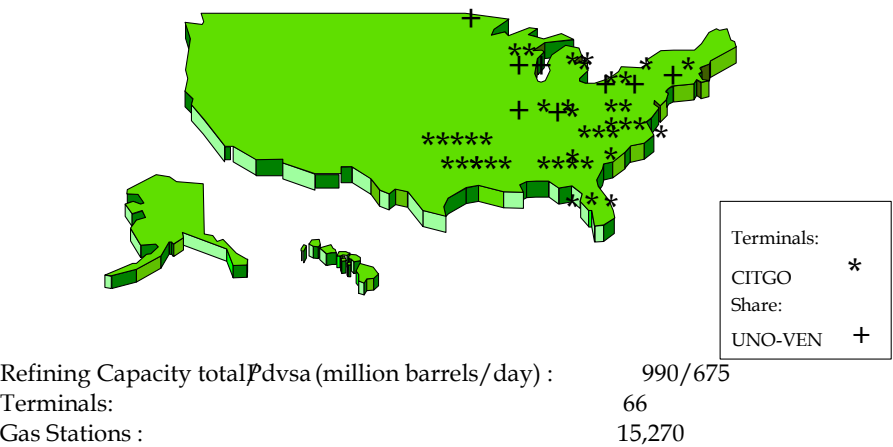 Terminals:
CITGO *
Share:
UNO-VEN +
Refining Capacity total/Pdvsa (million barrels/day) : 990/675
Terminals: 66
Gas Stations : 15,270